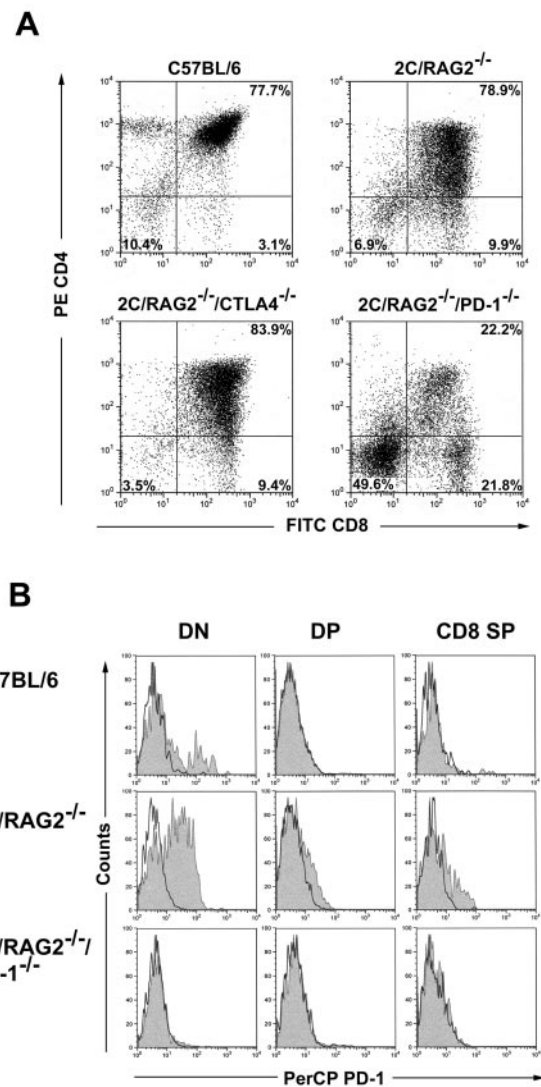 A
C57BL/6
2C/RAG2-/-
77.7%
10.4%
3.1%
78.9%
6.9%
9.9%
PE CD4
2C/RAG2-/-/CTLA4-/-
2C/RAG2-/-/PD-1-/-
83.9%
3.5%
9.4%
22.2%
49.6%
21.8%
FITC CD8
B
DN
DP
CD8 SP
7BL/6
/RAG2-/-
/RAG2-/-/
-1-/-
Counts
PerCP PD-1